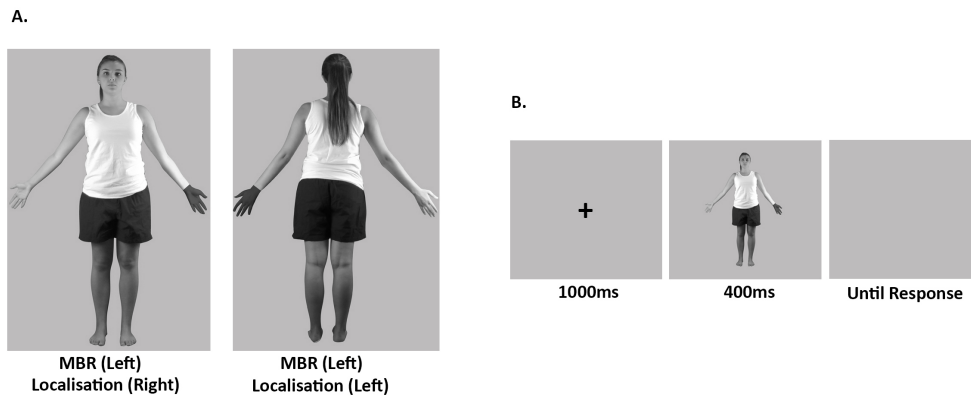 A.
MBR (Left)
Localisation (Right)
MBR (Left)
Localisation (Left)
B.
+
1000ms
400ms
Until Response